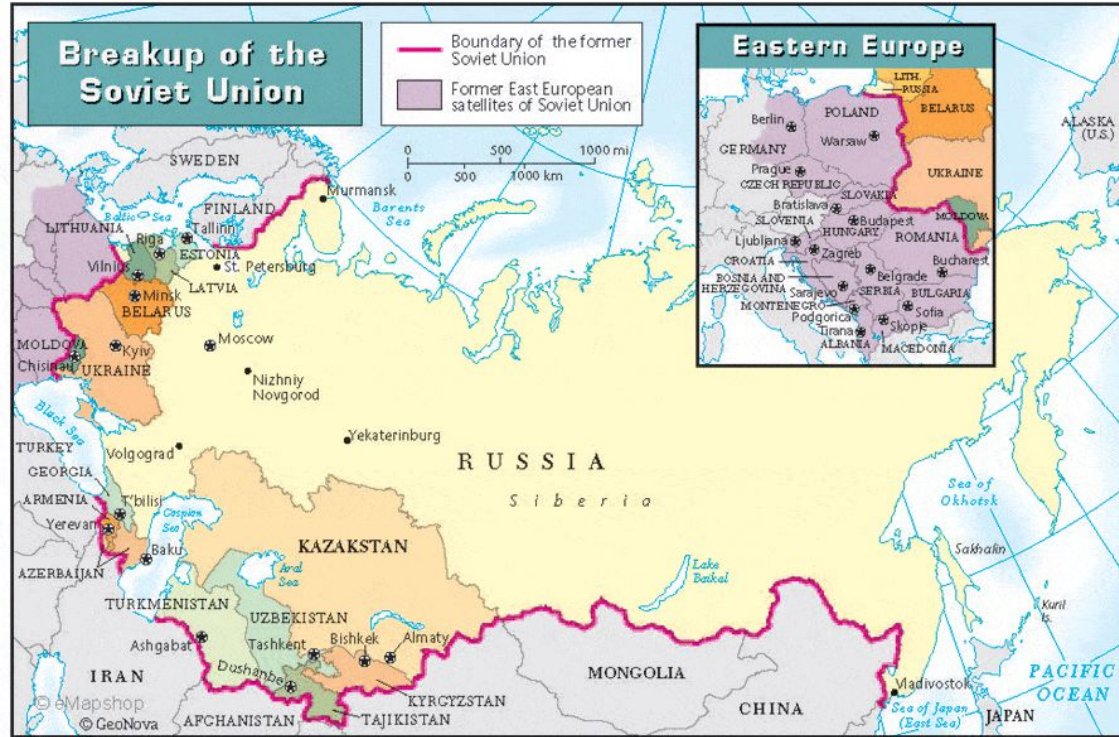 Breakup of the
Soviet Union
Boundary of the former
Soviet Union
Former East European
satellites of Soviet Union
0 500 1000 mi
0 500 1000 km
Eastern Europe
LITH.
RUSSIA
BELARUS
POLAND
Berlin
Warsaw
GERMANY
UKRAINE
Prague
CZECH REPUBLIC
SLOVAKIA
Bratislava
MOLDOVA
SLOVENIA
Budapest
HUNGARY
Ljubljana
ROMANIA
Zagreb
CROATIA
Bucharest
BOSNIA AND
HERZEGOVINA
Belgrade
Sarajevo
SERBIA
BULGARIA
MONTENEGRO
Podgorica
Sofia
Tirana
Skopje
ALBANIA
MACEDONIA
ALASKA
(U.S.)
SWEDEN
Murmansk
FINLAND
Barents
Sea
Baltic Sea
Tallinn
LITHUANIA
Riga
ESTONIA
St. Petersburg
Vilnius
LATVIA
Minsk
BELARUS
Moscow
MOLDOVA
Kyiv
Chisinau
UKRAINE
Nizhniy
Novgorod
Black Sea
Yekaterinburg
TURKEY
Volgograd
RUSSIA
Siberia
GEORGIA
Sea of
Okhotsk
ARMENIA
T'bilisi
Caspian
Sea
Yerevan
KAZAKSTAN
Sakhalin
Baku
Aral
Sea
Lake
Baikal
AZERBAIJAN
TURKMENISTAN
UZBEKISTAN
Kuril
Is.
Ashgabat
Tashkent
Bishkek
Almaty
Dushanbe
IRAN
MONGOLIA
PACIFIC
OCEAN
KYRGYZSTAN
Vladivostok
© eMapshop
TAJIKISTAN
CHINA
Sea of Japan
(East Sea)
JAPAN
© GeoNova
AFGHANISTAN